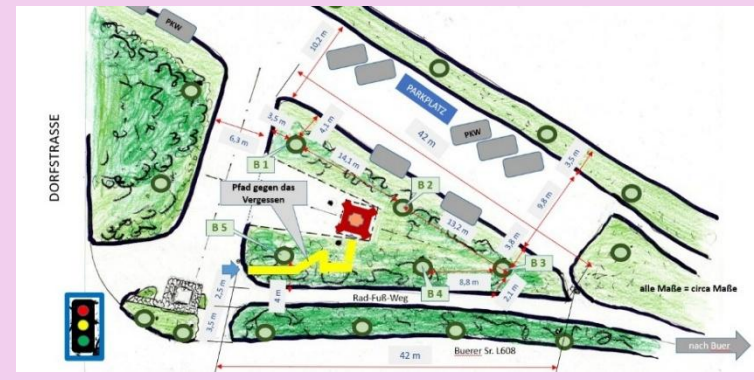 DORFSTRASSE
PKW
10,2 m
PARKPLATZ
42 m
PKW
3,5 m
9,8 m
6,3 m
3,5 m
4,1 m
B 1
14,1 m
B 2
13,2 m
3,8 m
B 3
Pfad gegen das
Vergessen
B 5
B 4
8,8 m
2,1 m
alle Maße = circa Maße
2,5 m
4 m
3,5 m
Rad-Fuß-Weg
42 m
Buerer Sr. L608
nach Buer